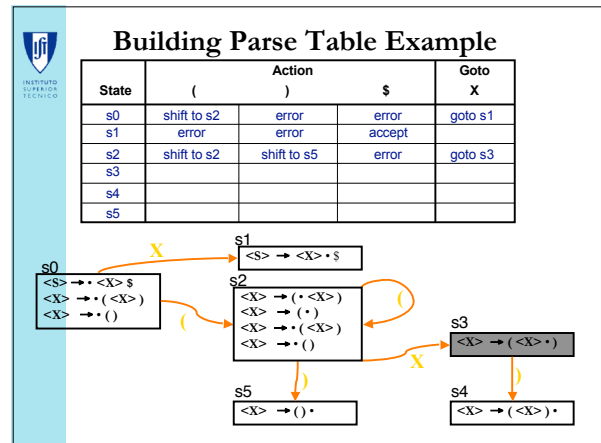 Building Parse Table Example
INSTITUTO
SUPERIOR
TÉCNICO
Action Goto
State ( ) $ X
s0 shift to s2 error error goto s1
s1 error error accept
s2 shift to s2 shift to s5 error goto s3
s3
s4
s5
s0
<S> → • <X> $
<X> → • ( <X> )
<X> → • ( )
X
s1
<S> → <X> • $
(
s2
<X> → ( • <X> )
<X> → ( • )
<X> → • ( <X> )
<X> → • ( )
(
X
s3
<X> → ( <X> • )
)
s5
<X> → ( ) •
)
s4
<X> → ( <X> ) •